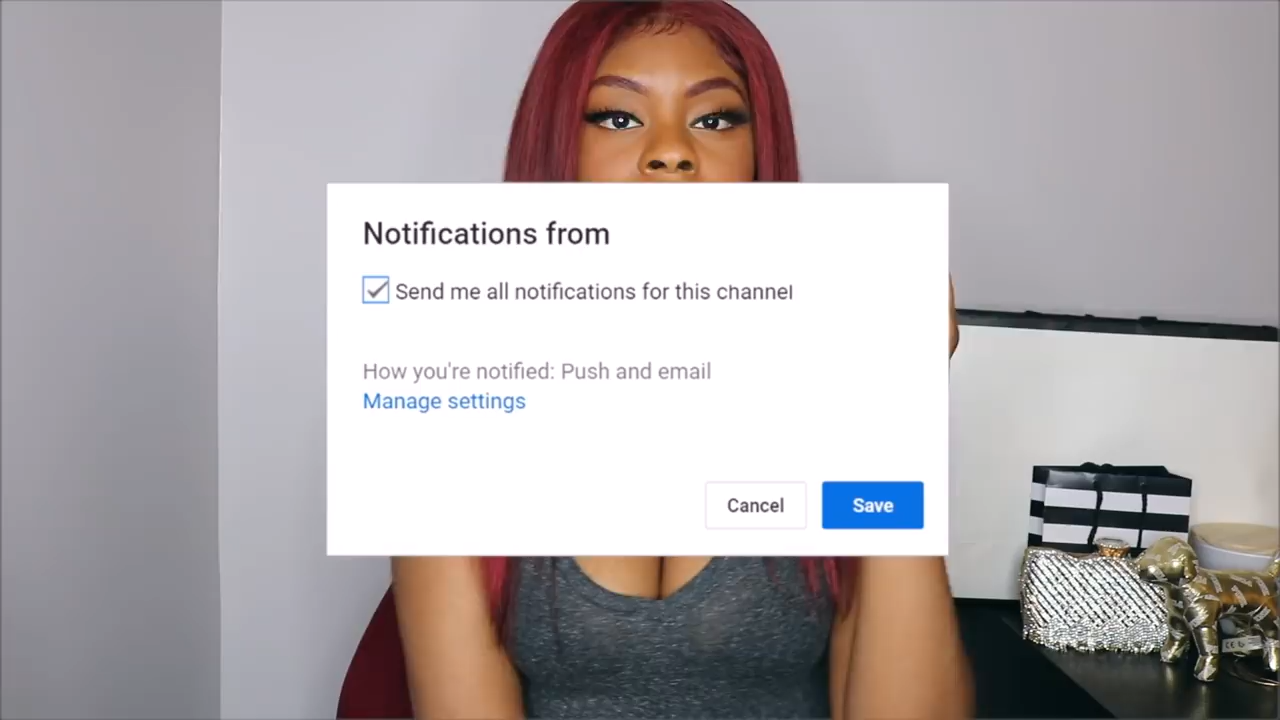 Notifications from
Send me all notifications for this channel
How you're notified: Push and email
Manage settings
Cancel
Save